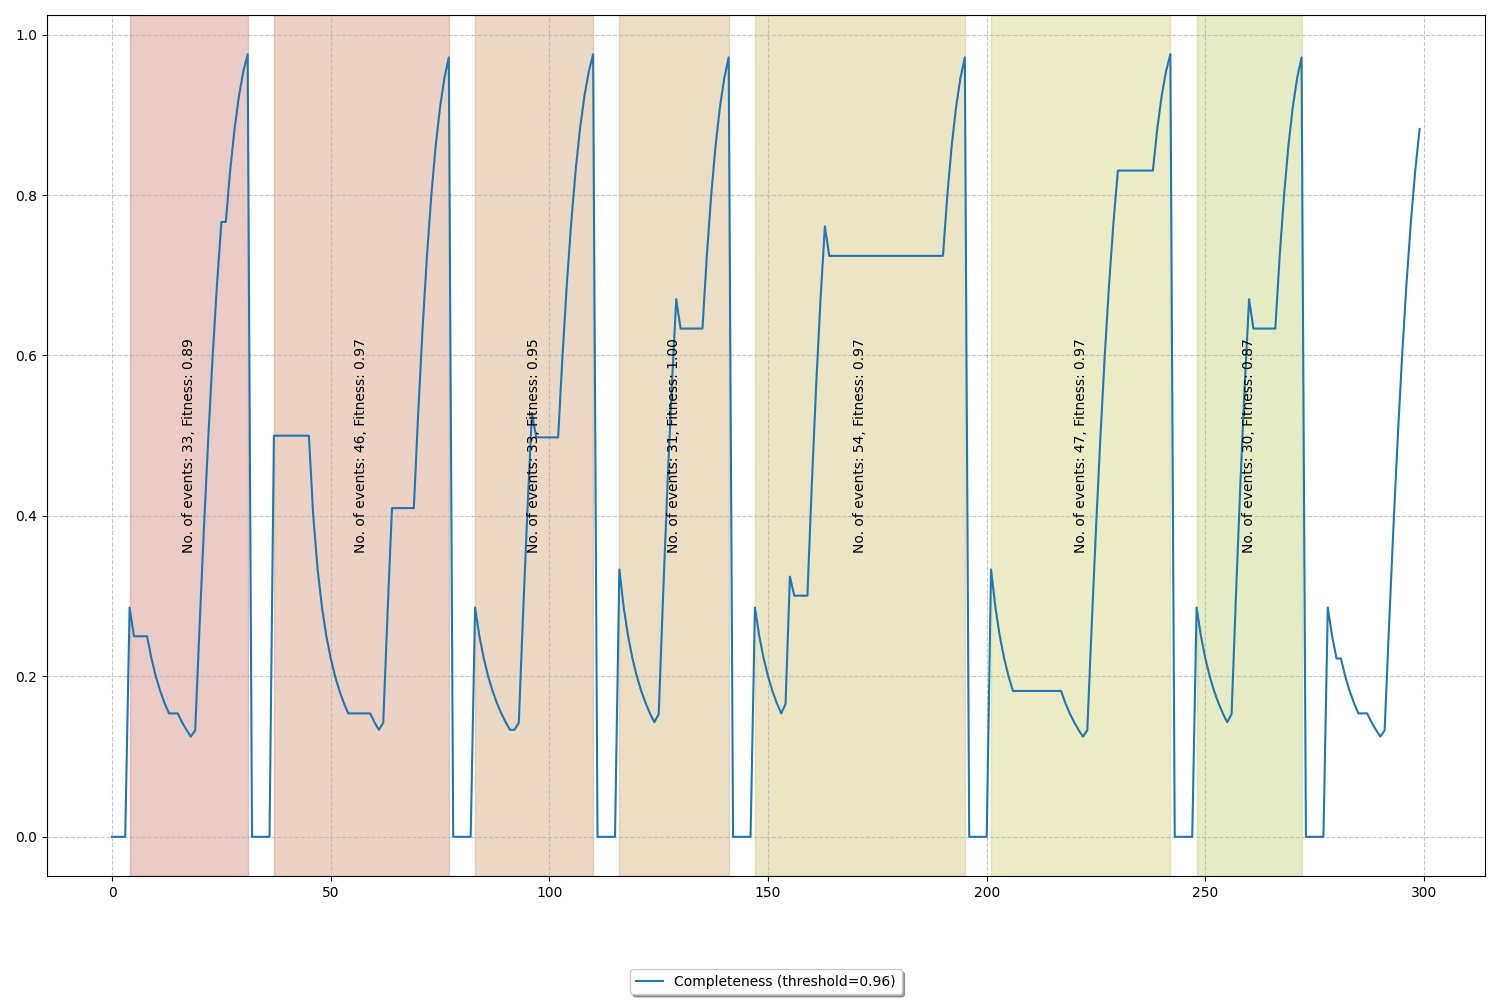 1.0
0.8
0.6
0.4
0.2
0.0
No. of events: 33, Fitness: 0.89
No. of events: 46, Fitness: 0.97
No. of events: 33, Fitness: 0.95
No. of events: 31, Fitness: 1.00
No. of events: 54, Fitness: 0.97
No. of events: 47, Fitness: 0.97
No. of events: 30, Fitness: 0.87
0 50 100 150 200 250 300
Completeness (threshold=0.96)